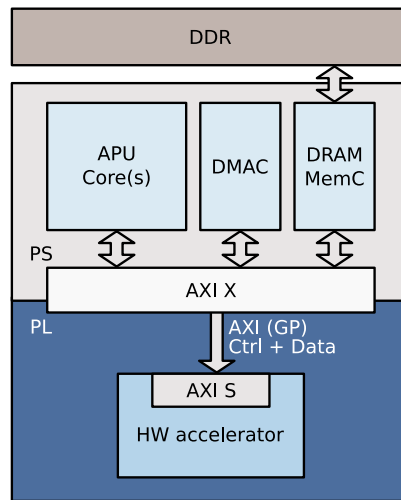 DDR
APU
Core(s)
DMAC
DRAM
MemC
PS
AXI X
PL
AXI (GP)
Ctrl + Data
AXI S
HW accelerator